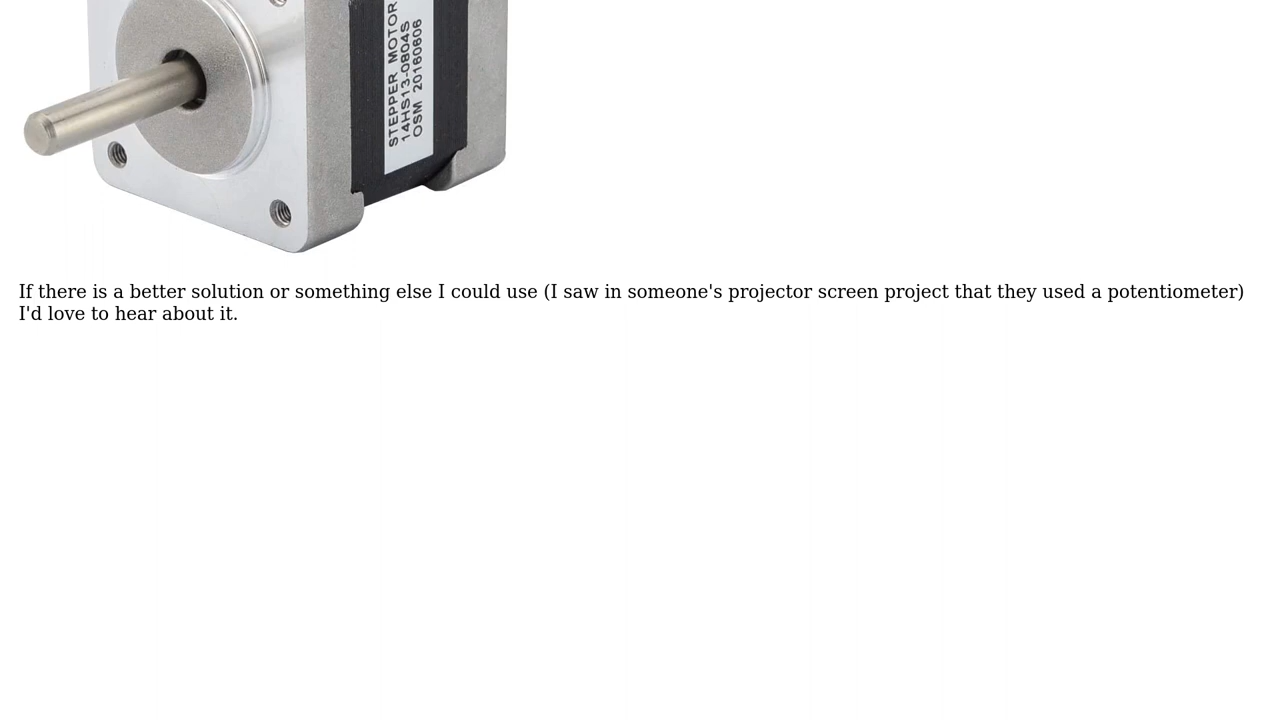 STEPPER MOTOR
14HS13-0804S
OSM 20160606
If there is a better solution or something else I could use (I saw in someone's projector screen project that they used a potentiometer)
I'd love to hear about it.